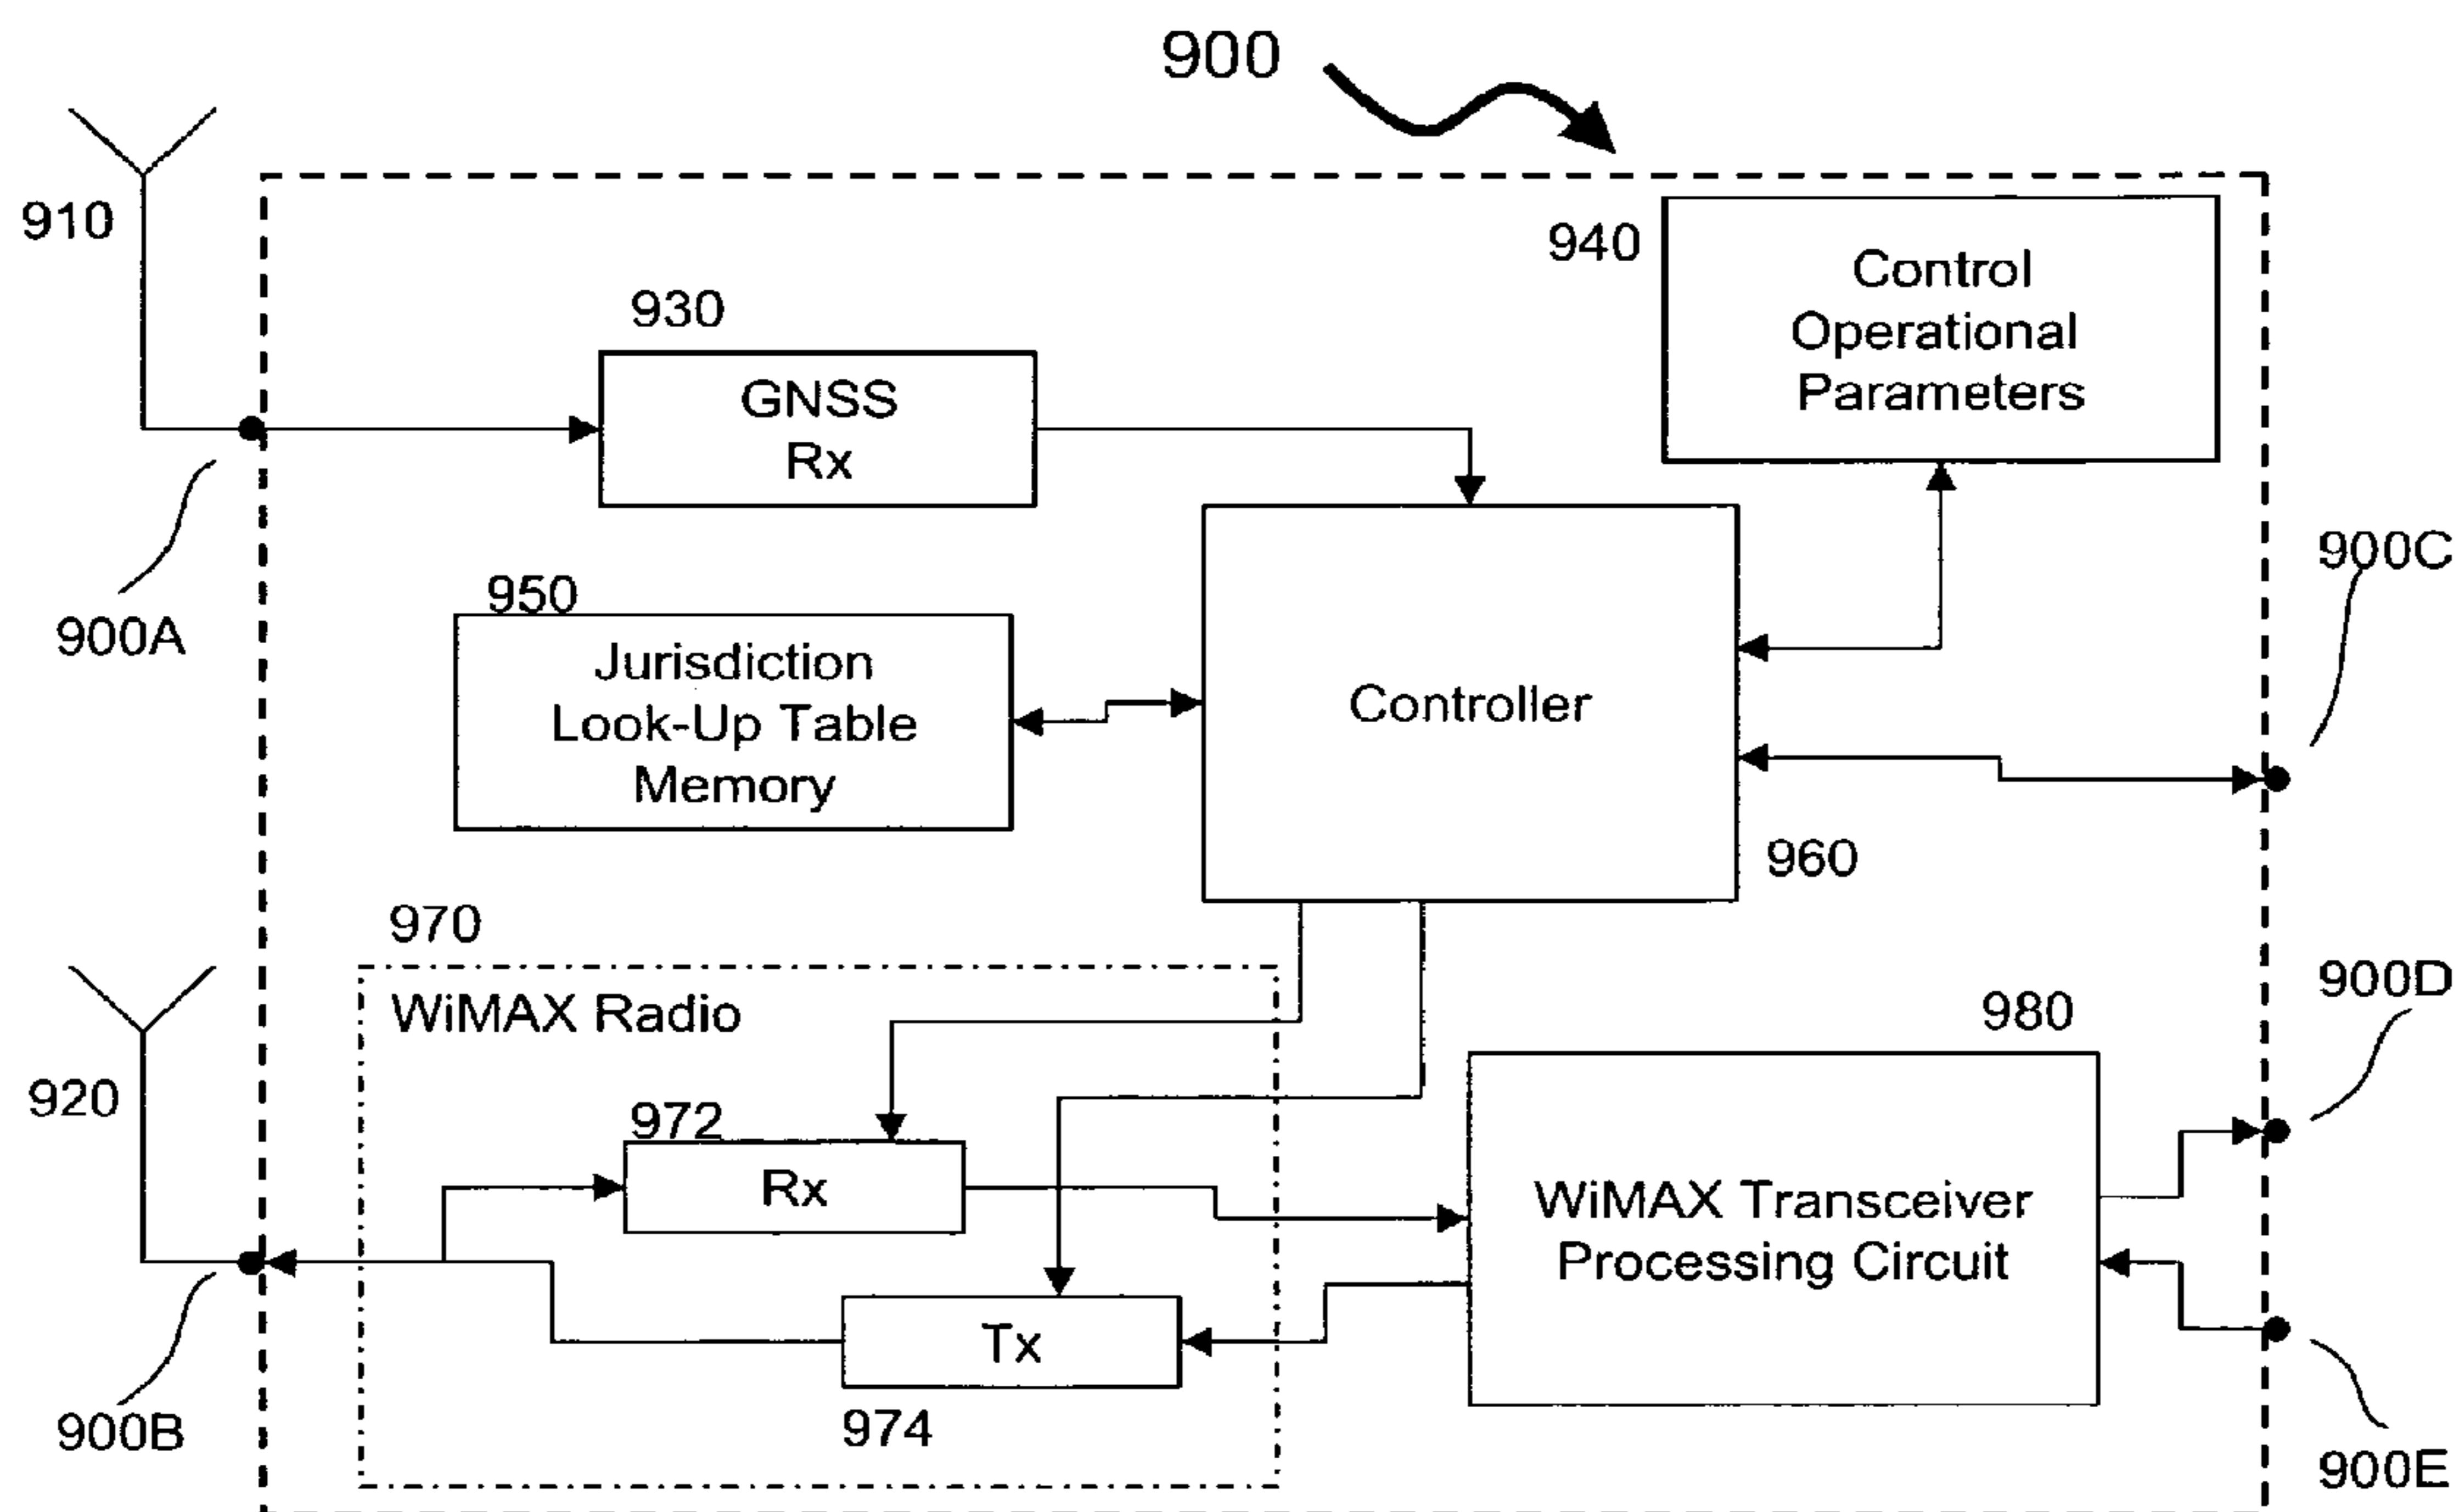 900
910
940
Control
Operational
Parameters
930
GNSS
Rx
900C
950
900A
Jurisdiction
Look-Up Table
Memory
Controller
960
970
WiMAX Radio
900D
980
920
972
Rx
WiMAX Transceiver
Processing Circuit
Tx
974
900B
900E